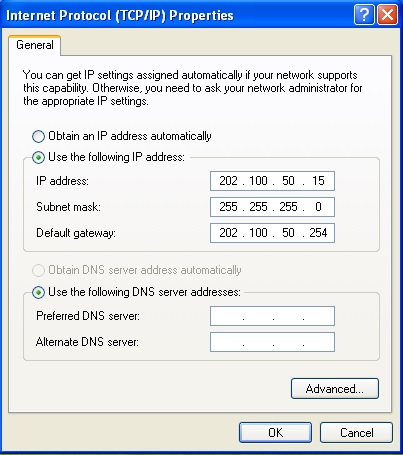 Internet Protocol (TCP/IP) Properties
General
You can get IP settings assigned automatically if your network supports
this capability. Otherwise, you need to ask your network administrator for
the appropriate IP settings.
Obtain an IP address automatically
Use the following IP address:
IP address: 202 . 100 . 50 . 15
Subnet mask: 255 . 255 . 255 . 0
Default gateway: 202 . 100 . 50 . 254
Obtain DNS server address automatically
Use the following DNS server addresses:
Preferred DNS server: . . .
Alternate DNS server: . . .
Advanced...
OK Cancel